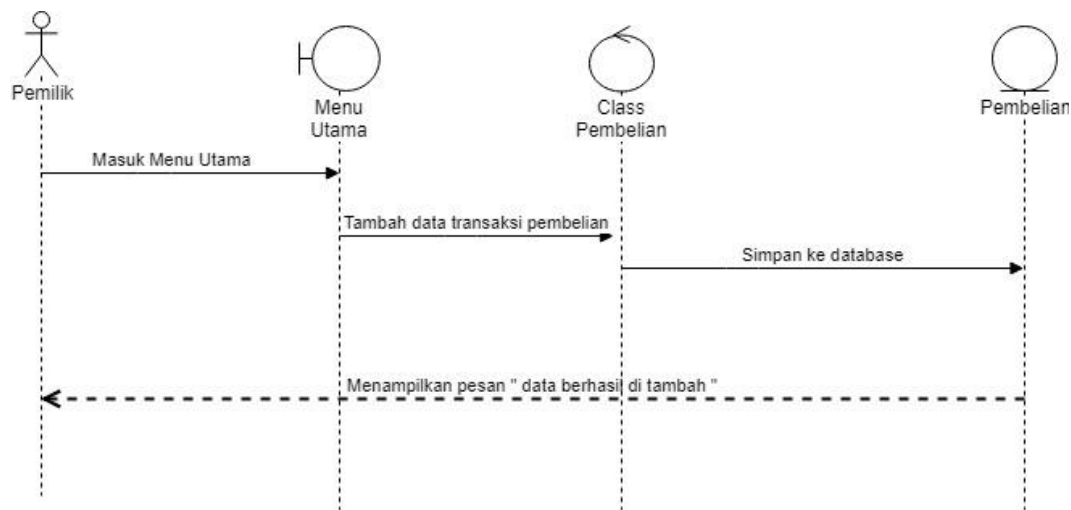 Pemilik
Menu
Utama
Class
Pembelian
Pembelian
Masuk Menu Utama
Tambah data transaksi pembelian
Simpan ke database
Menampilkan pesan " data berhasil di tambah "